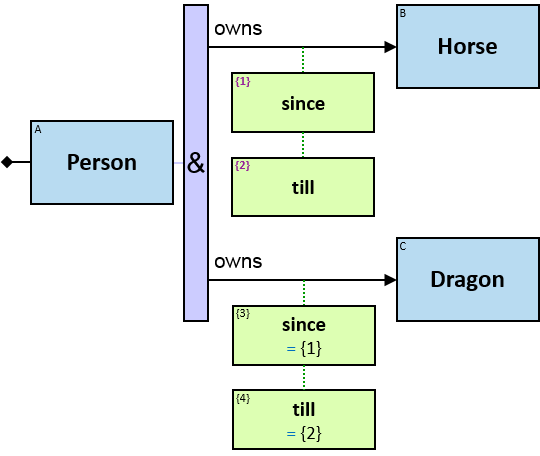 owns
B
Horse
{1}
since
A
Person
&
{2}
till
owns
C
Dragon
{3}
since
= {1}
{4}
till
= {2}